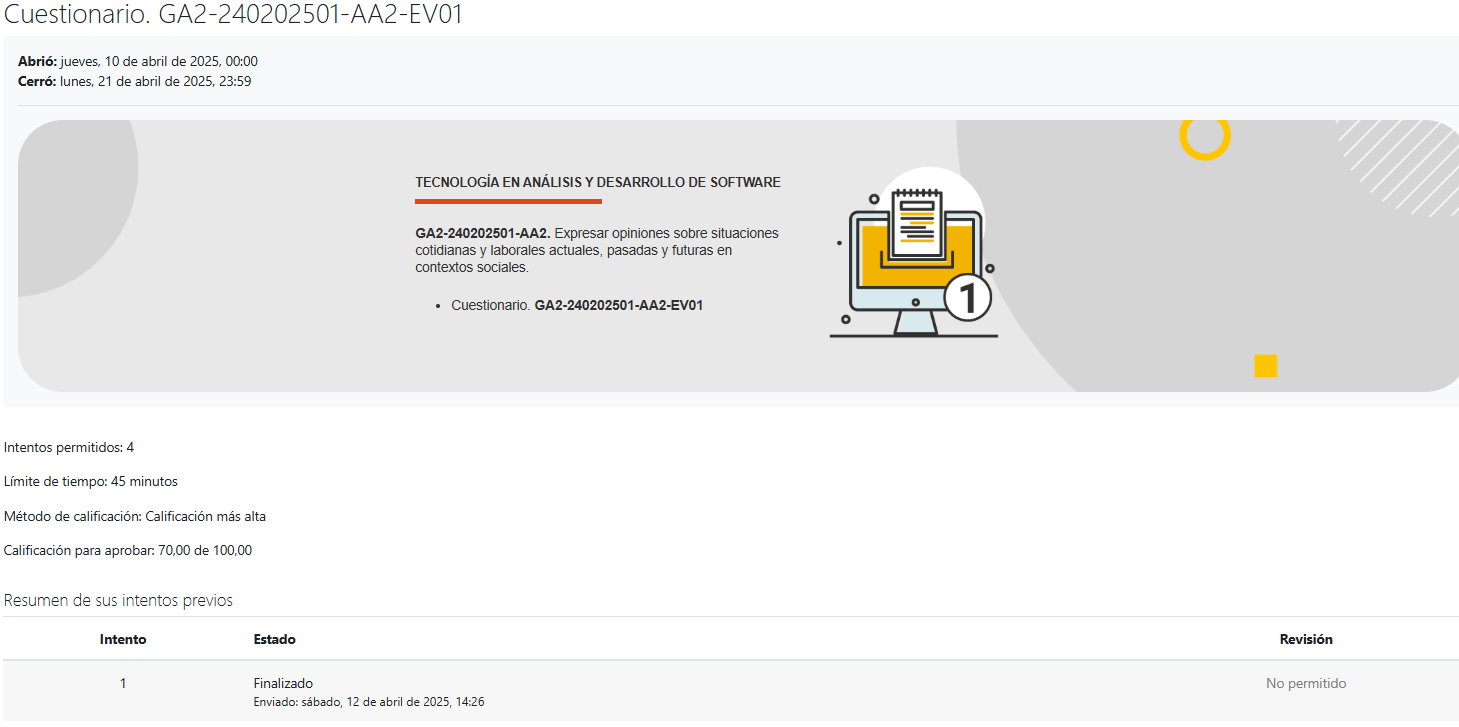 Cuestionario. GA2-240202501-AA2-EV01
Abrió: jueves, 10 de abril de 2025, 00:00
Cerró: lunes, 21 de abril de 2025, 23:59
TECNOLOGÍA EN ANÁLISIS Y DESARROLLO DE SOFTWARE
GA2-240202501-AA2. Expresar opiniones sobre situaciones
cotidianas y laborales actuales, pasadas y futuras en
contextos sociales.
• Cuestionario. GA2-240202501-AA2-EV01
1
Intentos permitidos: 4
Límite de tiempo: 45 minutos
Método de calificación: Calificación más alta
Calificación para aprobar: 70,00 de 100,00
Resumen de sus intentos previos
Intento Estado Revisión
1 Finalizado No permitido
Enviado: sábado, 12 de abril de 2025, 14:26